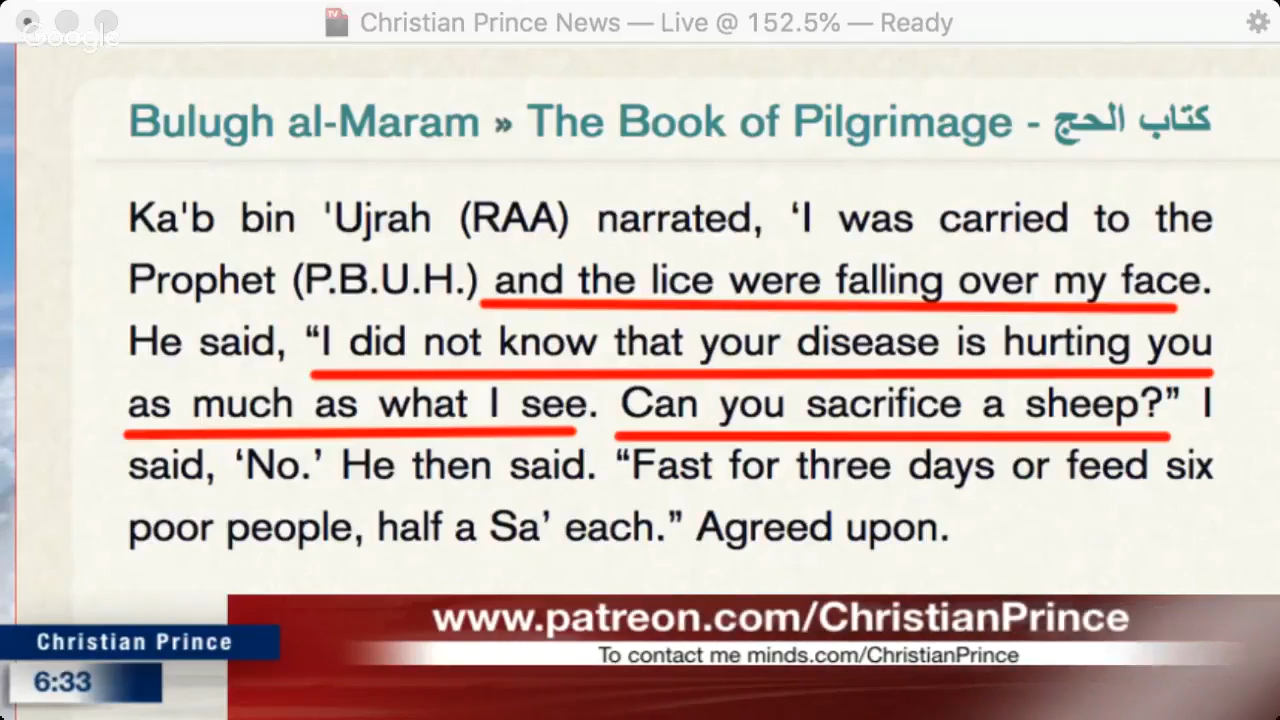 Christian Prince News — Live @ 152.5% — Ready
Google
Bulugh al-Maram » The Book of Pilgrimage - كتاب الحج
Ka'b bin 'Ujrah (RAA) narrated, ‘I was carried to the
Prophet (P.B.U.H.) and the lice were falling over my face.
He said, “I did not know that your disease is hurting you
as much as what I see. Can you sacrifice a sheep?” I
said, ‘No.’ He then said. “Fast for three days or feed six
poor people, half a Sa’ each.” Agreed upon.
www.patreon.com/ChristianPrince
Christian Prince
To contact me minds.com/ChristianPrince
6:33